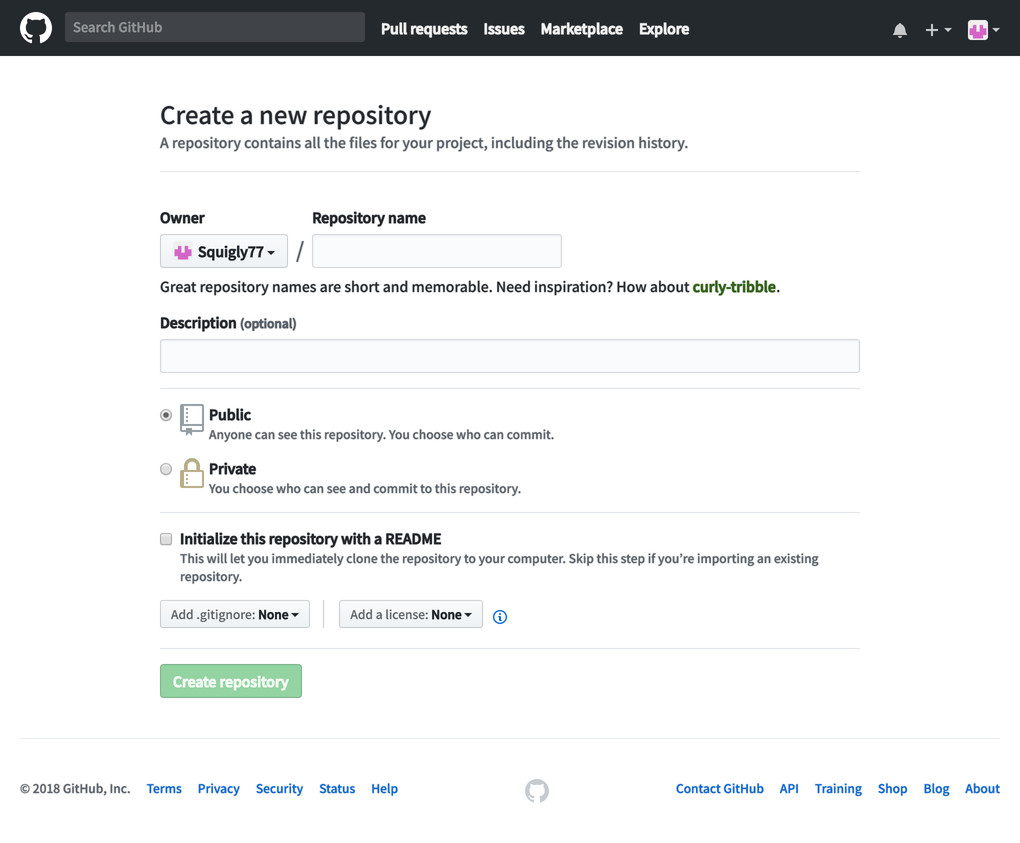 Search GitHub
Pull requests Issues Marketplace Explore
Create a new repository
A repository contains all the files for your project, including the revision history.
Owner Repository name
Squigly77 /
Great repository names are short and memorable. Need inspiration? How about curly-tribble.
Description (optional)
Public
Anyone can see this repository. You choose who can commit.
Private
You choose who can see and commit to this repository.
Initialize this repository with a README
This will let you immediately clone the repository to your computer. Skip this step if you’re importing an existing
repository.
Add .gitignore: None Add a license: None
Create repository
© 2018 GitHub, Inc. Terms Privacy Security Status Help Contact GitHub API Training Shop Blog About